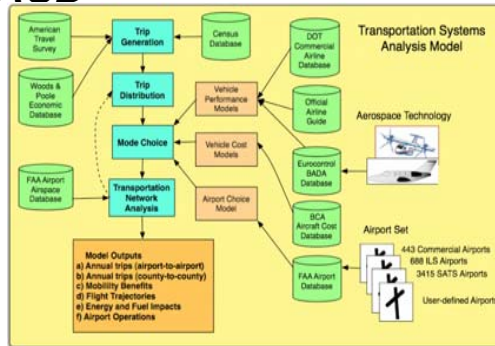 Transportation Systems
Analysis Model
American
Travel
Survey
Trip
Generation
Census
Database
DOT
Commercial
Airline
Database
Woods &
Poole
Economic
Database
Trip
Distribution
Vehicle
Performance
Models
Official
Airline
Guide
Aerospace Technology
Mode Choice
Vehicle Cost
Models
Eurocontrol
BADA
Database
FAA Airport
Airspace
Database
Transportation
Network
Analysis
Airport Choice
Model
BCA
Aircraft Cost
Database
Airport Set
Model Outputs
a) Annual trips (airport-to-airport)
b) Annual trips (county-to-county)
c) Mobility Benefits
d) Flight Trajectories
e) Energy and Fuel Impacts
f) Airport Operations
FAA Airport
Database
443 Commercial Airports
688 ILS Airports
3415 SATS Airports
User-defined Airports